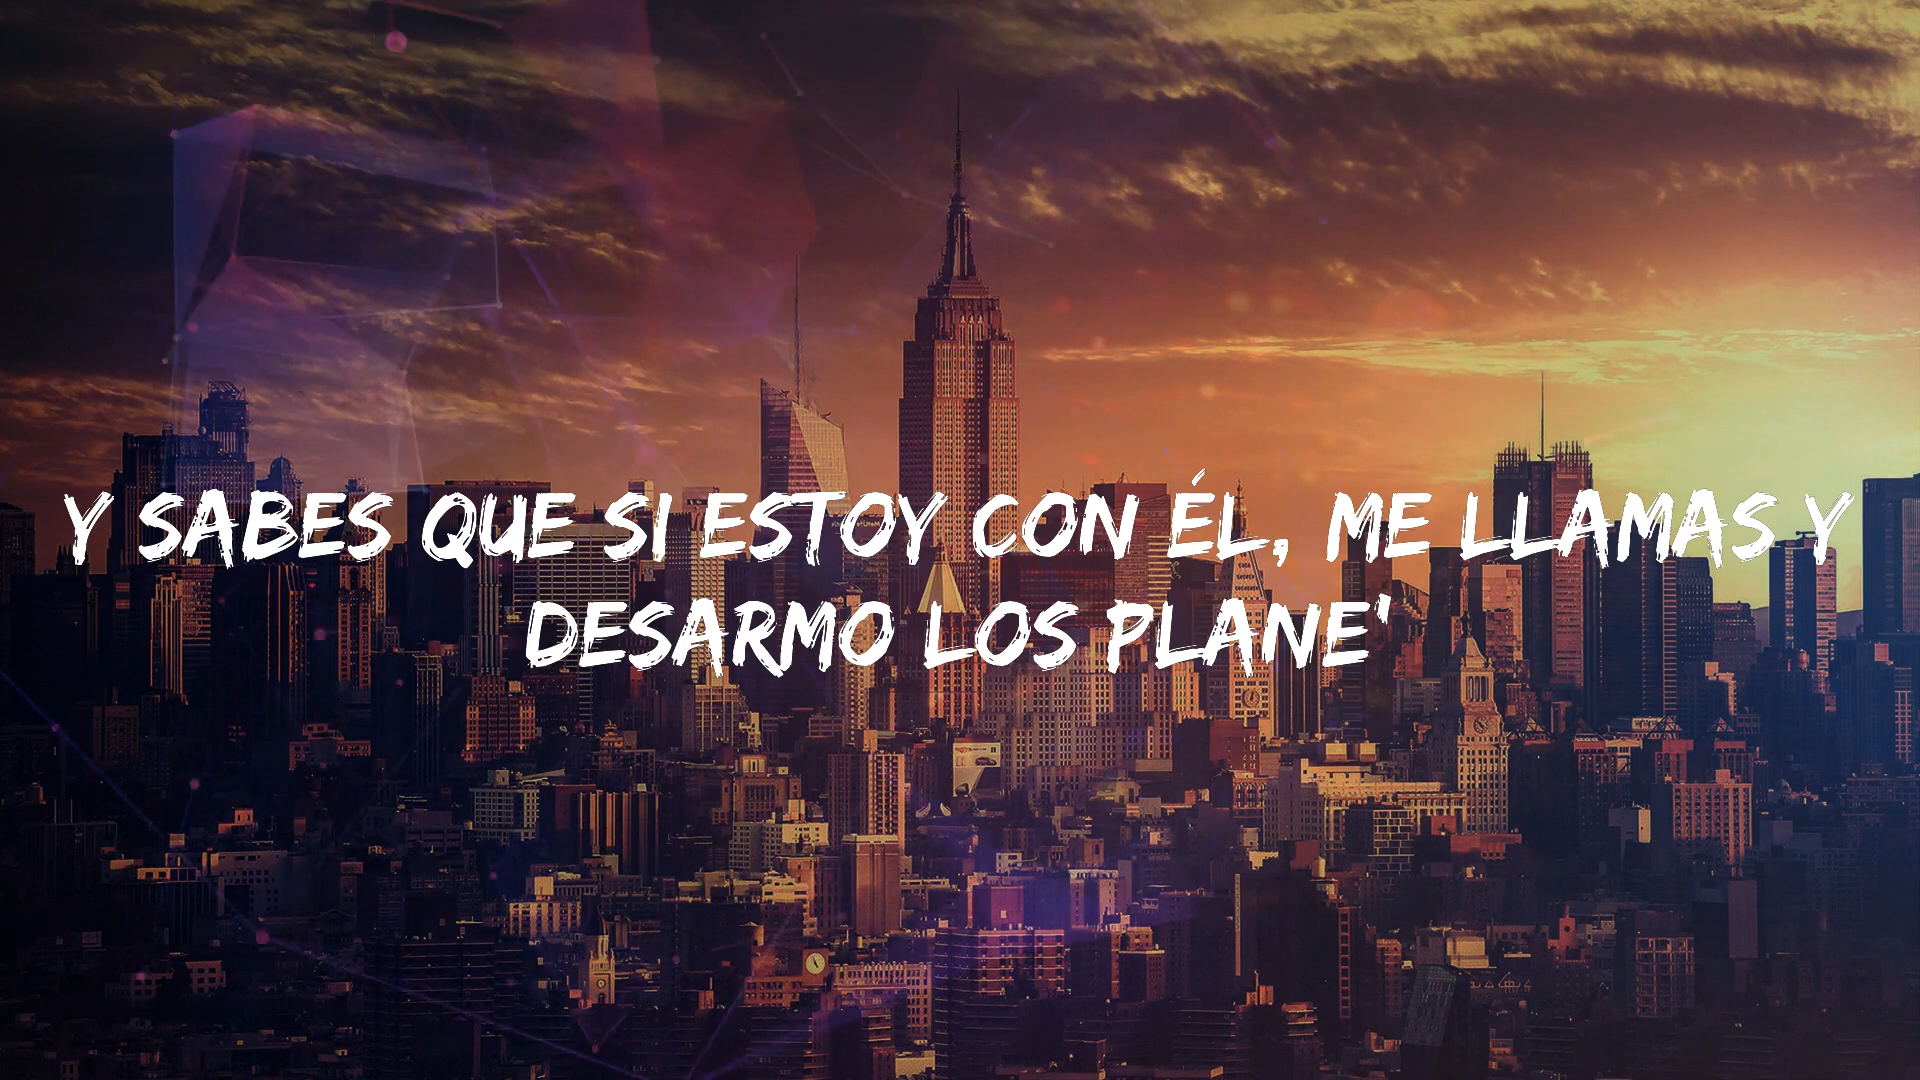 Y SABES QUE SI ESTOY CON ÉL, ME LLAMAS Y
DESARMO LOS PLANE'